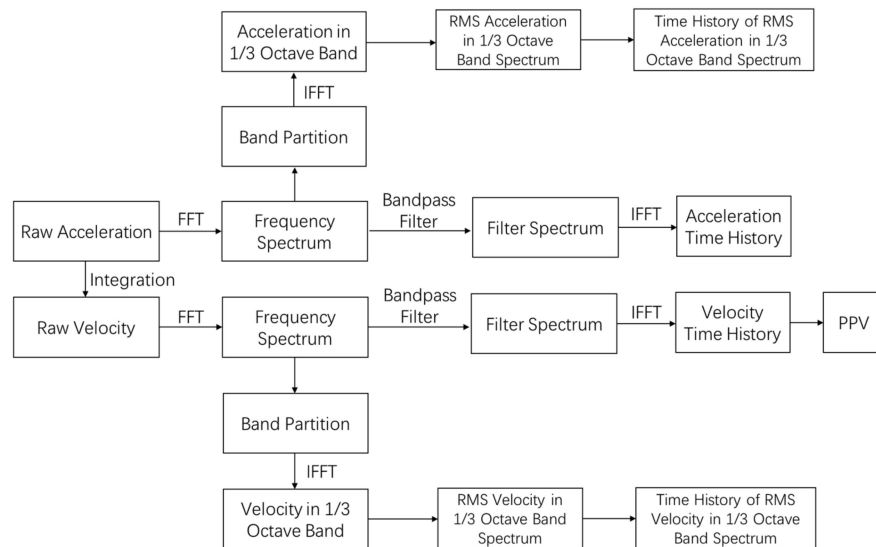 Acceleration in
1/3 Octave Band
RMS Acceleration
in 1/3 Octave
Band Spectrum
Time History of RMS
Acceleration in 1/3
Octave Band Spectrum
IFFT
Band Partition
Raw Acceleration
FFT
Frequency
Spectrum
Bandpass
Filter
Filter Spectrum
IFFT
Acceleration
Time History
Integration
Raw Velocity
FFT
Frequency
Spectrum
Bandpass
Filter
Filter Spectrum
IFFT
Velocity
Time History
PPV
Band Partition
IFFT
Velocity in 1/3
Octave Band
RMS Velocity in
1/3 Octave Band
Spectrum
Time History of RMS
Velocity in 1/3 Octave
Band Spectrum